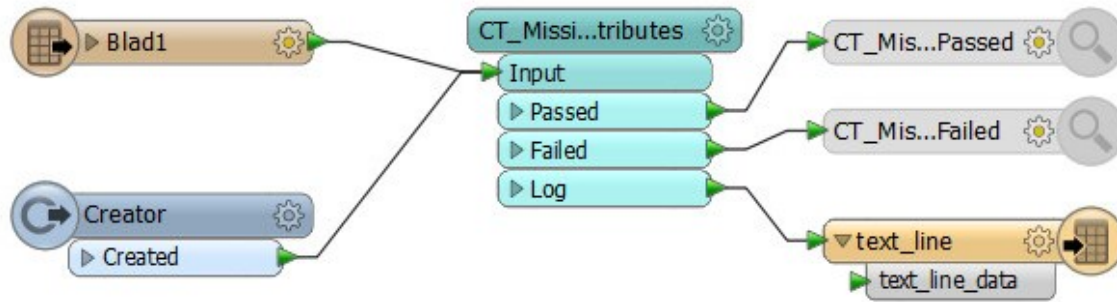 Blad1
Creator
Created
CT_Missi...tributes
Input
Passed
Failed
Log
CT_Mis...Passed
CT_Mis...Failed
text_line
text_line_data